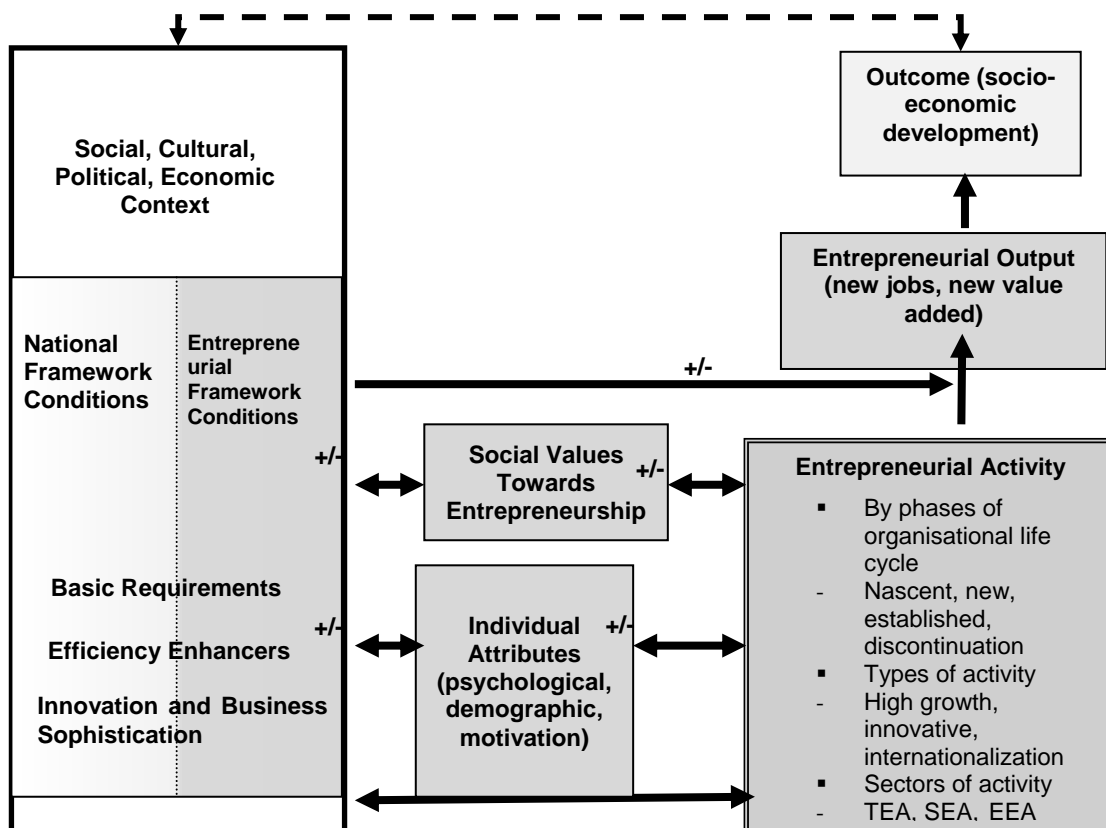 Outcome (socio-
economic
development)
Social, Cultural,
Political, Economic
Context
Entrepreneurial Output
(new jobs, new value
added)
National
Framework
Conditions
Entreprene
urial
Framework
Conditions
+/-
+/-
Social Values
Towards
Entrepreneurship
+/-
Entrepreneurial Activity
▪ By phases of
organisational life
cycle
- Nascent, new,
established,
discontinuation
▪ Types of activity
- High growth,
innovative,
internationalization
▪ Sectors of activity
- TEA, SEA, EEA
Basic Requirements
+/-
Efficiency Enhancers
Innovation and Business
Sophistication
Individual
Attributes
(psychological,
demographic,
motivation)
+/-